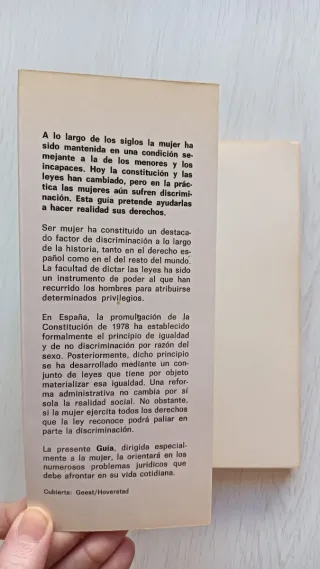 A lo largo de los siglos la mujer ha
sido mantenida en una condición se-
mejante a la de los menores y los
incapaces. Hoy la constitución y las
leyes han cambiado, pero en la prác-
tica las mujeres aún sufren discrimi-
nación. Esta guía pretende ayudarlas
a hacer realidad sus derechos.
Ser mujer ha constituido un destaca-
do factor de discriminación a lo largo
de la historia, tanto en el derecho es-
pañol como en el del resto del mundo.
La facultad de dictar las leyes ha sido
un instrumento de poder al que han
recurrido los hombres para atribuirse
determinados privilegios.
En España, la promulgación de la
Constitución de 1978 ha establecido
formalmente el principio de igualdad
y de no discriminación por razón del
sexo. Posteriormente, dicho principio
se ha desarrollado mediante un con-
junto de leyes que tiene por objeto
materializar esa igualdad. Una refor-
ma administrativa no cambia por sí
sola la realidad social. No obstante,
si la mujer ejercita todos los derechos
que la ley reconoce podrá paliar en
parte la discriminación.
La presente Guía, dirigida especial-
mente a la mujer, la orientará en los
numerosos problemas jurídicos que
debe afrontar en su vida cotidiana.
Cubierta: Geest/Hoverstad